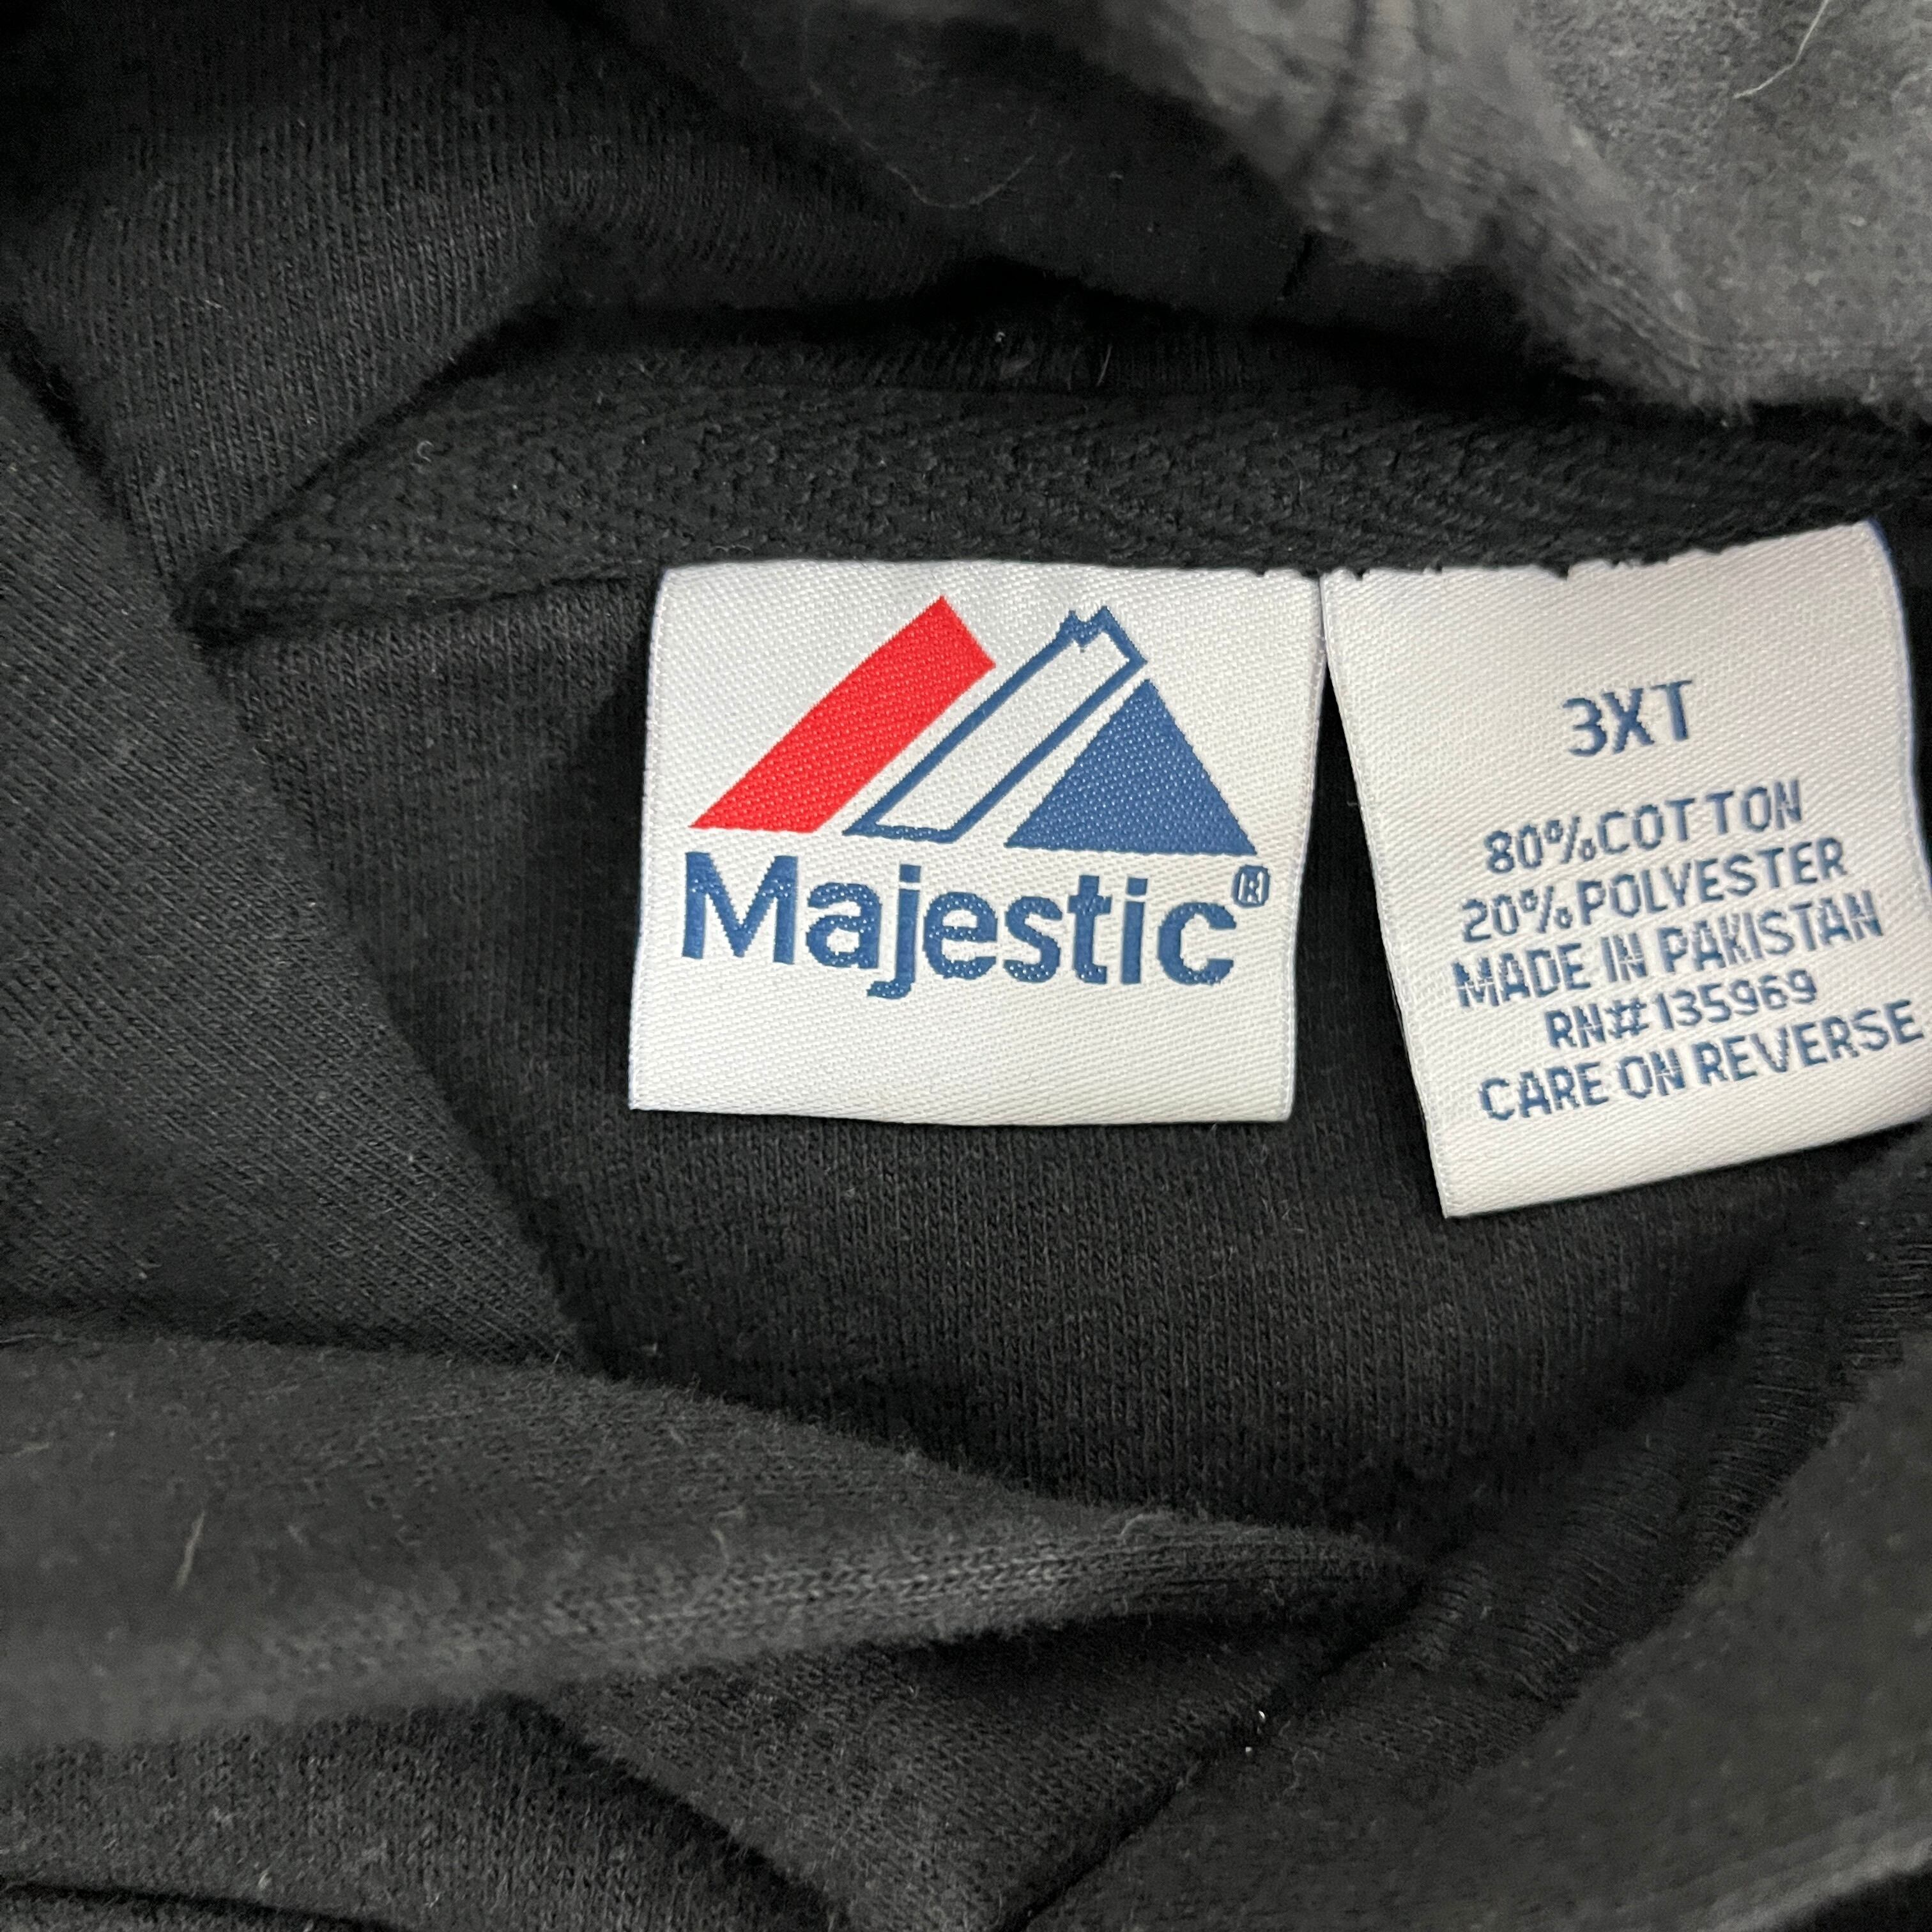 Majestic®
3XT
80%COTTON
20%POLYESTER
MADE IN PAKISTAN
RN#135969
CARE ON REVERSE